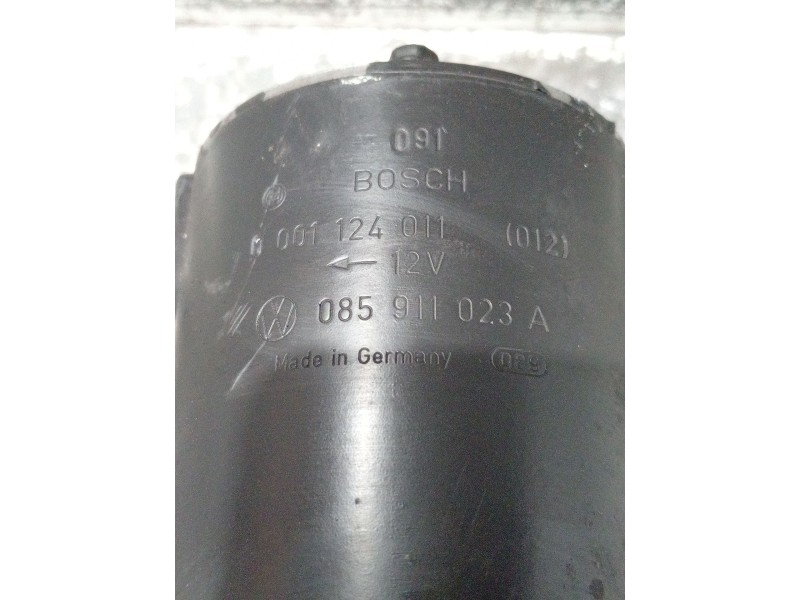 091
BOSCH
0 001 124 011 (012)
← 12V
085 911 023 A
Made in Germany